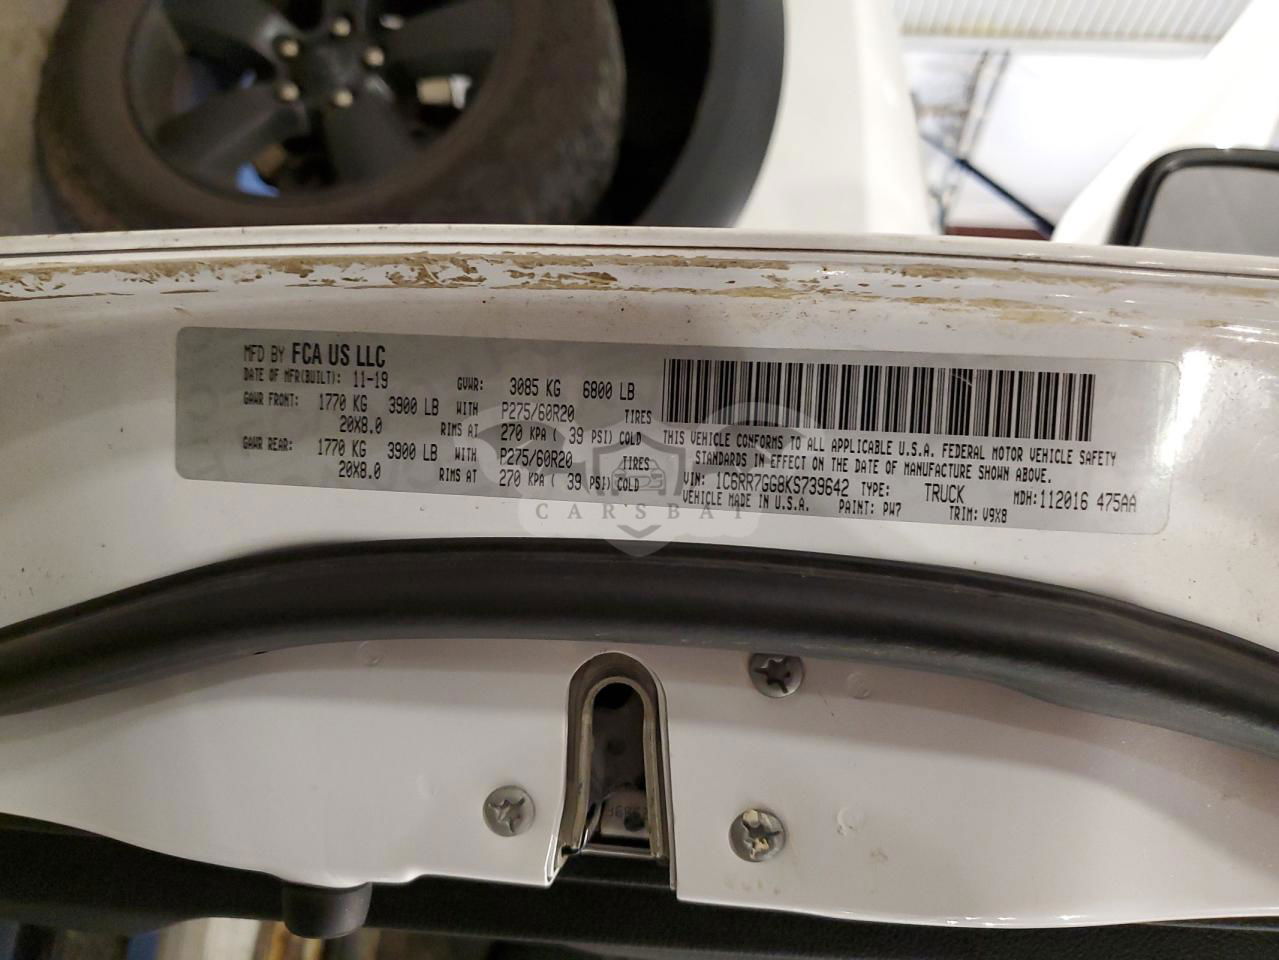 MFD BY FCA US LLC
DATE OF MFR(BUILT): 11-19 GVWR: 3085 KG 6800 LB
GAWR FRONT: 1770 KG 3900 LB WITH P275/60R20 TIRES
20X8.0 RIMS AT 270 KPA ( 39 PSI) COLD
GAWR REAR: 1770 KG 3900 LB WITH P275/60R20 TIRES
20X8.0 RIMS AT 270 KPA ( 39 PSI) COLD
THIS VEHICLE CONFORMS TO ALL APPLICABLE U.S.A. FEDERAL MOTOR VEHICLE SAFETY
STANDARDS IN EFFECT ON THE DATE OF MANUFACTURE SHOWN ABOVE.
VIN: 1C6RR7GG8KS739642 TYPE: TRUCK MDH: 112016 475AA
VEHICLE MADE IN U.S.A. PAINT: PW7 TRIM: V9X8
CARSBAT